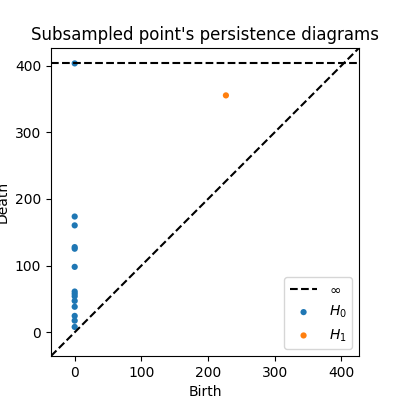 Subsampled point's persistence diagrams
400
300
200
100
0
Death
∞
H₀
H₁
0 100 200 300 400
Birth